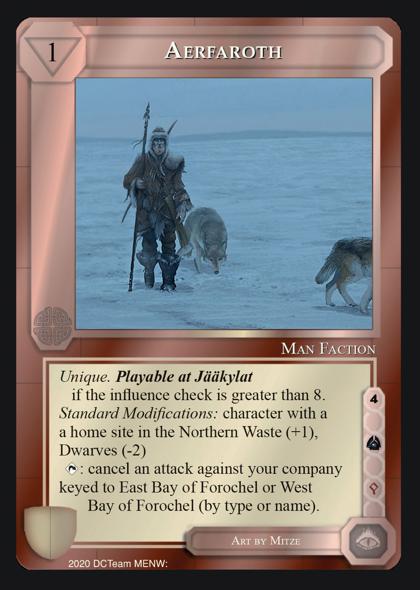 1
AERFAROTH
MAN FACTION
Unique. Playable at Jääkylat
if the influence check is greater than 8.
Standard Modifications: character with a
a home site in the Northern Waste (+1),
Dwarves (-2)
: cancel an attack against your company
keyed to East Bay of Forochel or West
Bay of Forochel (by type or name).
4
ART BY MITZE
2020 DCTeam MENW: